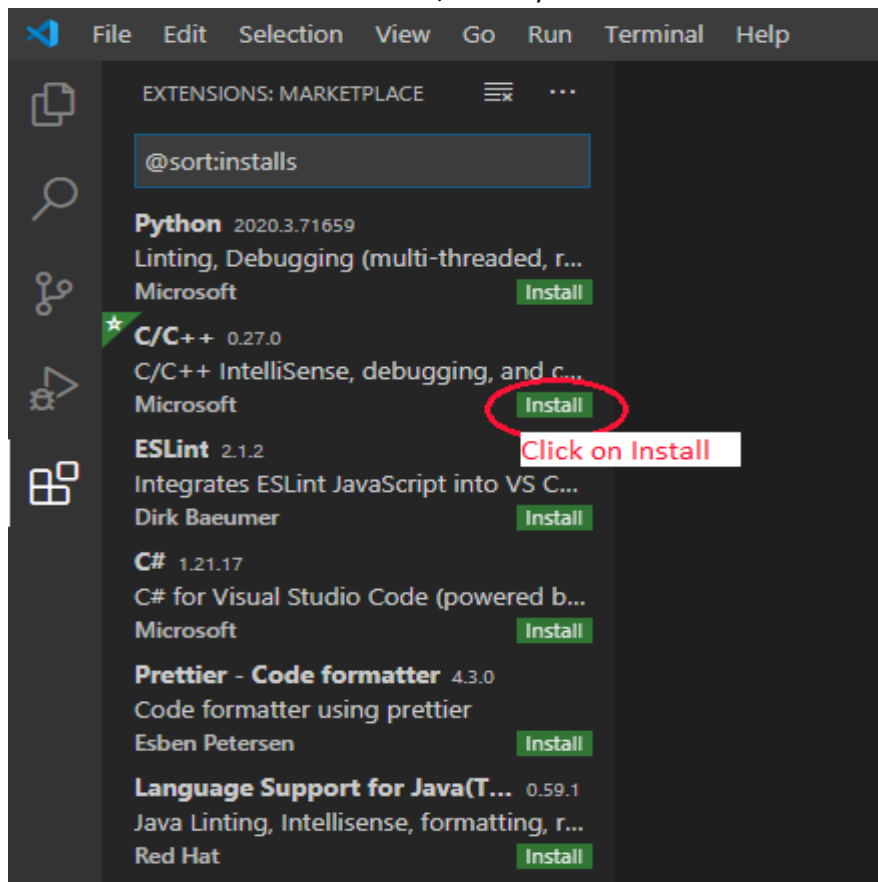 File Edit Selection View Go Run Terminal Help
EXTENSIONS: MARKETPLACE ...
@sort:installs
Python 2020.3.71659
Linting, Debugging (multi-threaded, r...
Microsoft Install
C/C++ 0.27.0
C/C++ IntelliSense, debugging, and c...
Microsoft Install
Click on Install
ESLint 2.1.2
Integrates ESLint JavaScript into VS C...
Dirk Baeumer Install
C# 1.21.17
C# for Visual Studio Code (powered b...
Microsoft Install
Prettier - Code formatter 4.3.0
Code formatter using prettier
Esben Petersen Install
Language Support for Java(T... 0.59.1
Java Linting, Intellisense, formatting, r...
Red Hat Install